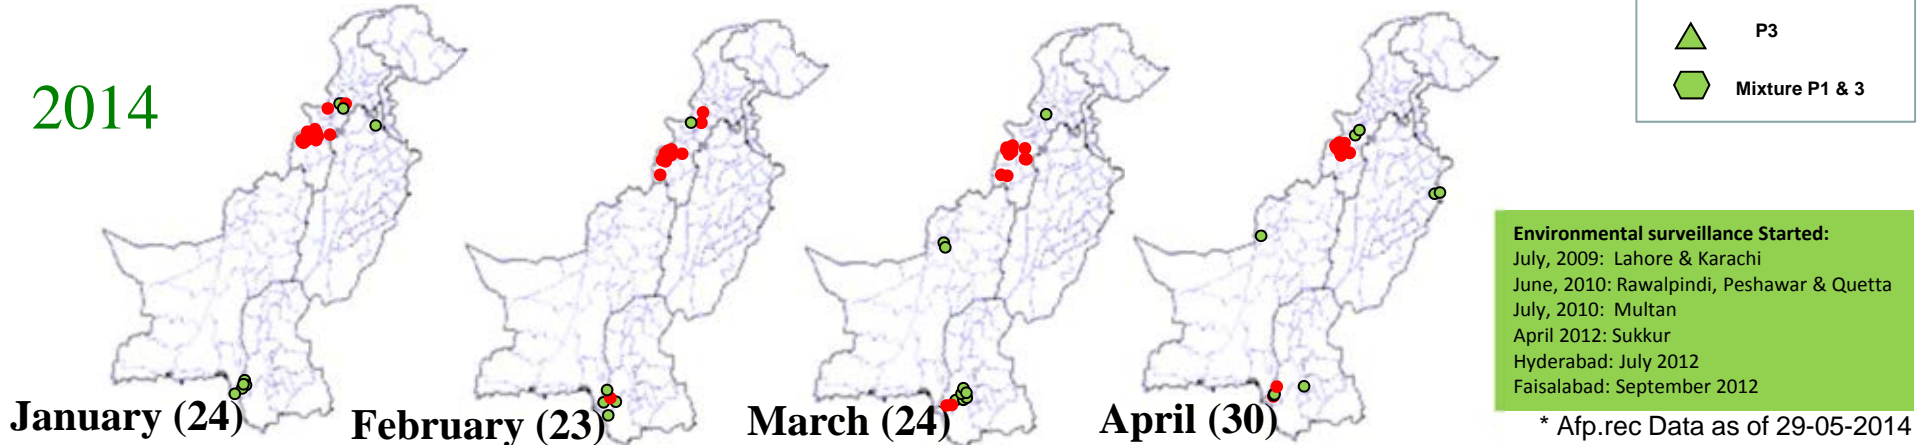 2014
January (24)
February (23)
March (24)
April (30)
P3
Mixture P1 & 3
Environmental surveillance Started:
July, 2009:  Lahore & Karachi
June, 2010: Rawalpindi, Peshawar & Quetta
July, 2010:  Multan
April 2012: Sukkur
Hyderabad: July 2012
Faisalabad: September 2012
* Afp.rec Data as of 29-05-2014